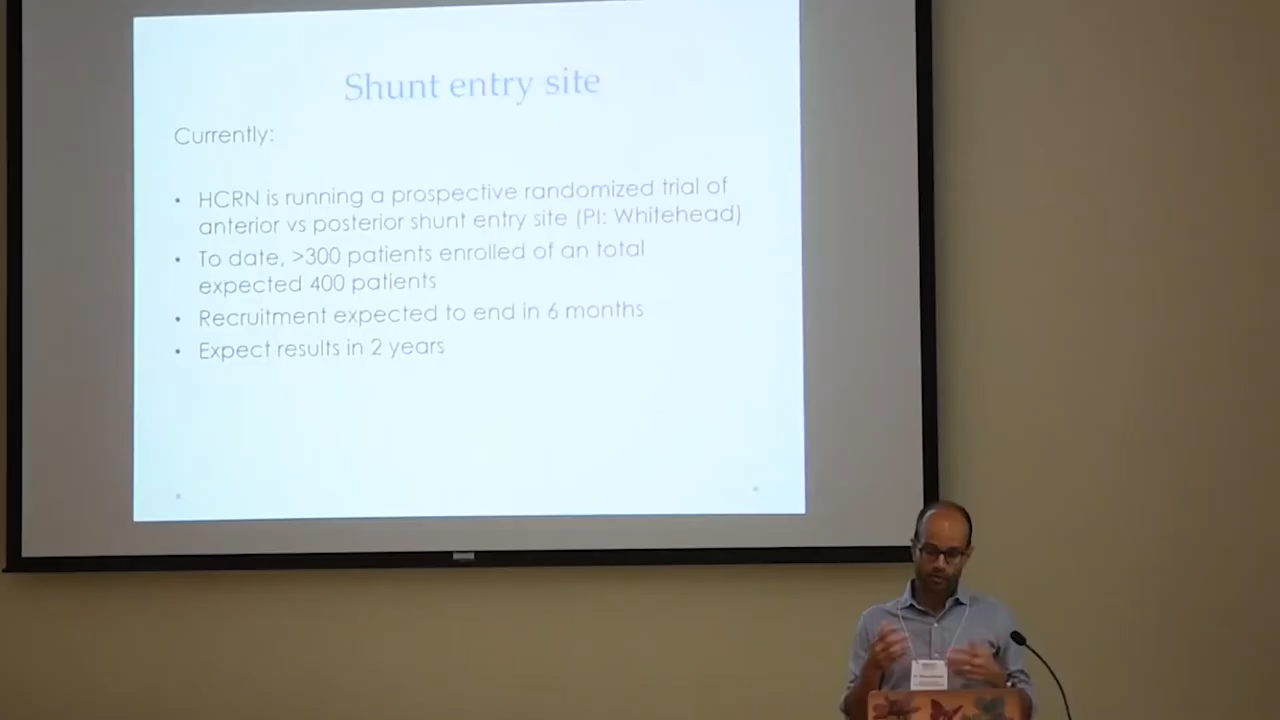 Shunt entry site
Currently:
• HCRN is running a prospective randomized trial of
anterior vs posterior shunt entry site (PI: Whitehead)
• To date, >300 patients enrolled of an total
expected 400 patients
• Recruitment expected to end in 6 months
• Expect results in 2 years